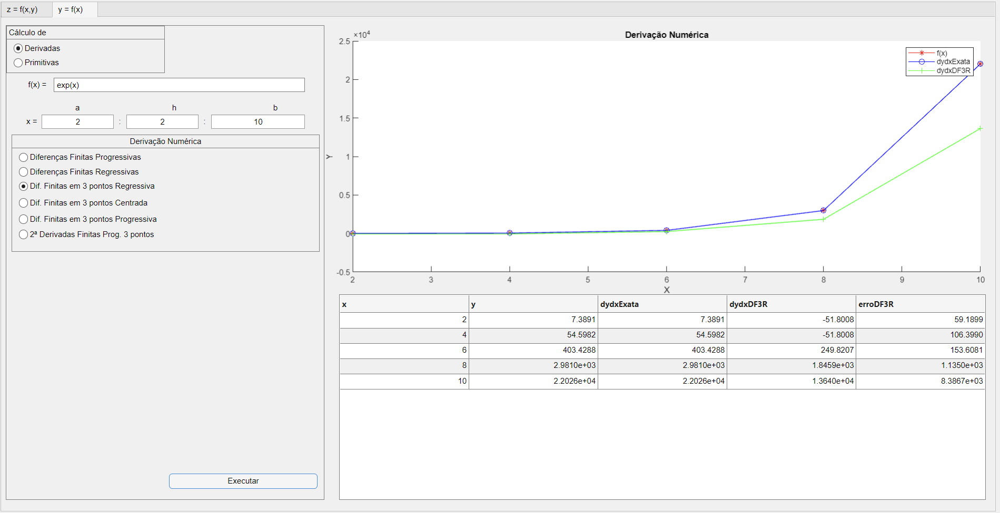 z = f(x,y)
y = f(x)
Cálculo de
Derivadas
Primitivas
f(x) =
exp(x)
a
h
b
x =
2
:
2
:
10
Derivação Numérica
Diferenças Finitas Progressivas
Diferenças Finitas Regressivas
Dif. Finitas em 3 pontos Regressiva
Dif. Finitas em 3 pontos Centrada
Dif. Finitas em 3 pontos Progressiva
2ª Derivadas Finitas Prog. 3 pontos
Executar
Derivação Numérica
×10⁴
2.5
2
1.5
1
0.5
0
-0.5
Y
2 3 4 5 6 7 8 9 10
X
f(x)
dydxExata
dydxDF3R
x y dydxExata dydxDF3R erroDF3R
2 7.3891 7.3891 -51.8008 59.1899
4 54.5982 54.5982 -51.8008 106.3990
6 403.4288 403.4288 249.8207 153.6081
8 2.9810e+03 2.9810e+03 1.8459e+03 1.1350e+03
10 2.2026e+04 2.2026e+04 1.3640e+04 8.3867e+03